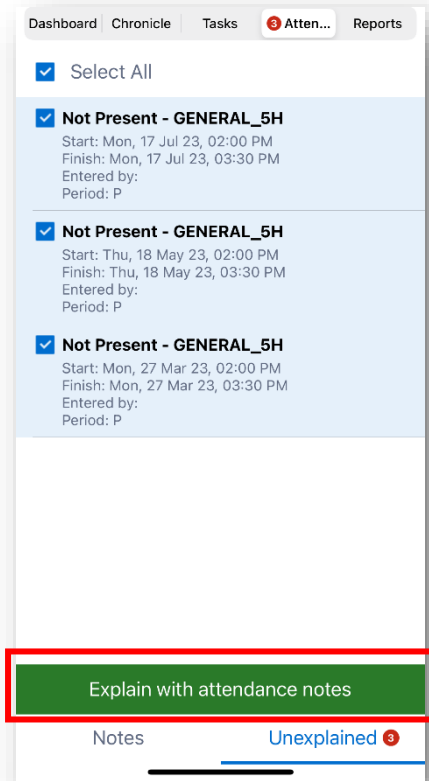 Dashboard Chronicle Tasks 3 Atten... Reports
Select All
Not Present - GENERAL_5H
Start: Mon, 17 Jul 23, 02:00 PM
Finish: Mon, 17 Jul 23, 03:30 PM
Entered by:
Period: P
Not Present - GENERAL_5H
Start: Thu, 18 May 23, 02:00 PM
Finish: Thu, 18 May 23, 03:30 PM
Entered by:
Period: P
Not Present - GENERAL_5H
Start: Mon, 27 Mar 23, 02:00 PM
Finish: Mon, 27 Mar 23, 03:30 PM
Entered by:
Period: P
Explain with attendance notes
Notes Unexplained 3